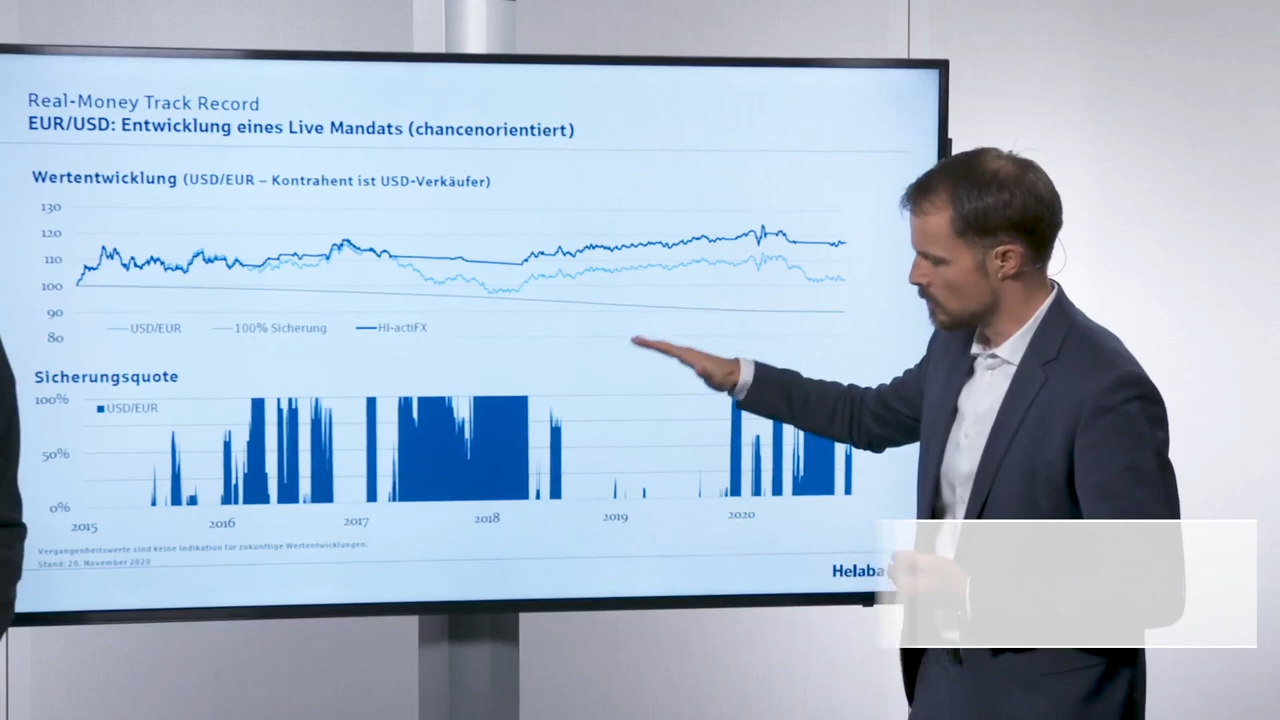 Real-Money Track Record
EUR/USD: Entwicklung eines Live Mandats (chancenorientiert)
Wertentwicklung (USD/EUR – Kontrahent ist USD-Verkäufer)
130
120
110
100
90
80
USD/EUR 100% Sicherung HI-actiFX
Sicherungsquote
100%
USD/EUR
50%
0%
2015 2016 2017 2018 2019 2020
Vergangenheitswerte sind keine Indikation für zukünftige Wertentwicklungen.
Stand: 20. November 2020
Helaba